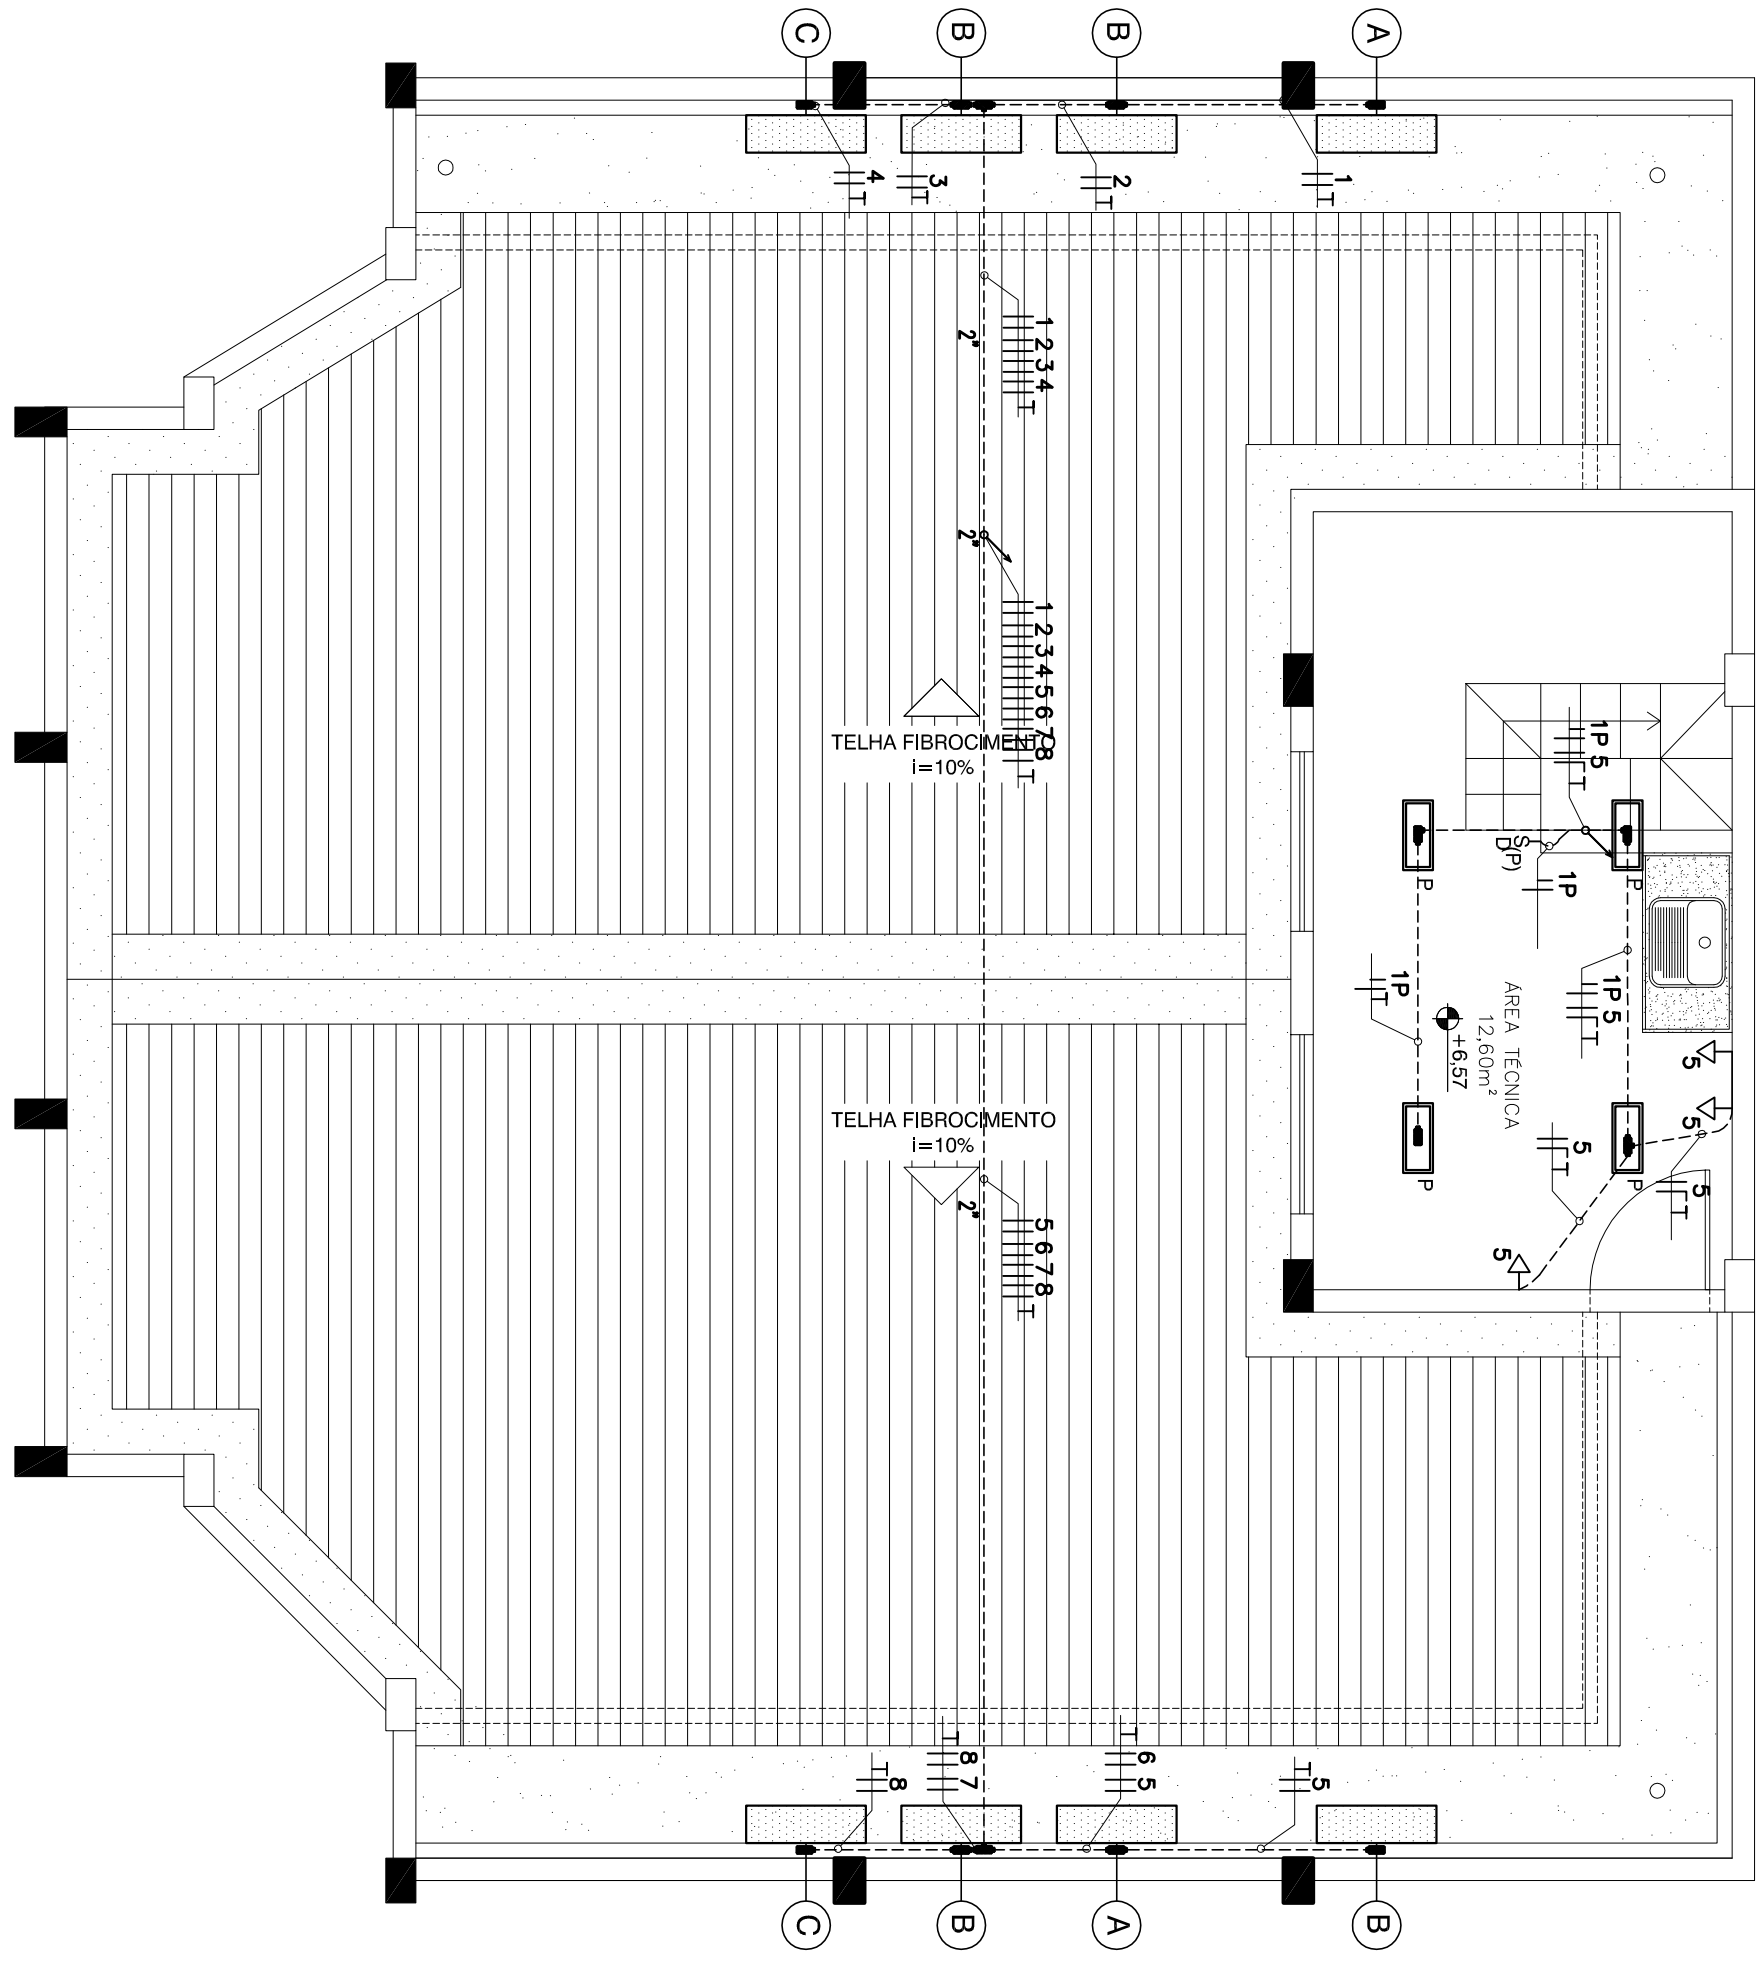 C
B
B
A
4 T
3 T
2 T
1 T
1 2 3 4 T
2"
2"
1 2 3 4 5 6 7 8 T
TELHA FIBROCIMENTO
i=10%
1P 5 T
S(P)
D
P
P
1P
1P T
1P 5 T
ÁREA TÉCNICA
12,60m²
+6,57
5
5
5 T
5 T
P
P
5
TELHA FIBROCIMENTO
i=10%
2"
5 6 7 8 T
T 8
T 8 7
T 6 5
T 5
C
B
A
B